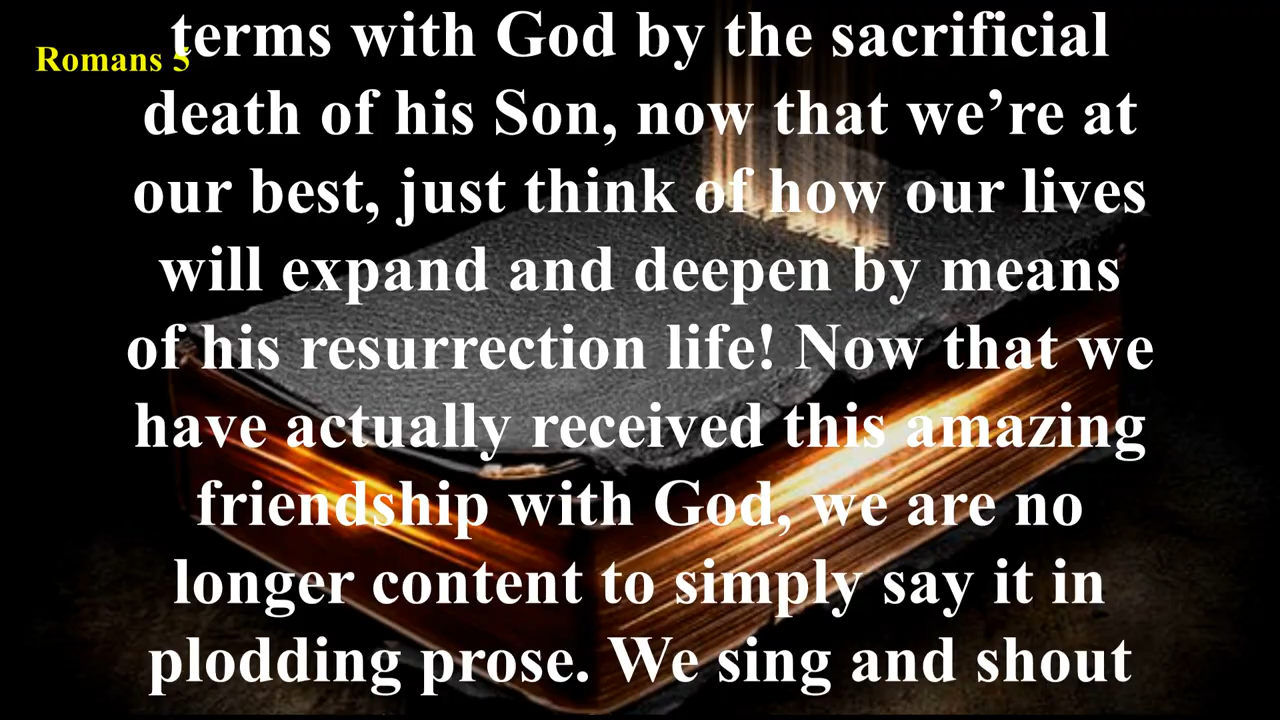 Romans 5
terms with God by the sacrificial
death of his Son, now that we’re at
our best, just think of how our lives
will expand and deepen by means
of his resurrection life! Now that we
have actually received this amazing
friendship with God, we are no
longer content to simply say it in
plodding prose. We sing and shout